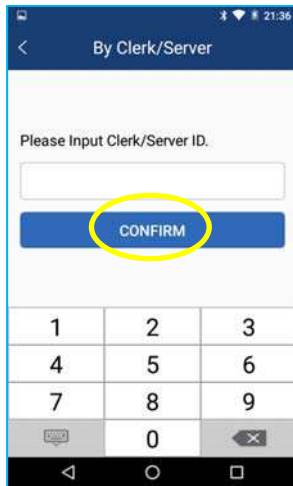 21:36
< By Clerk/Server
Please Input Clerk/Server ID.
CONFIRM
1 2 3
4 5 6
7 8 9
0